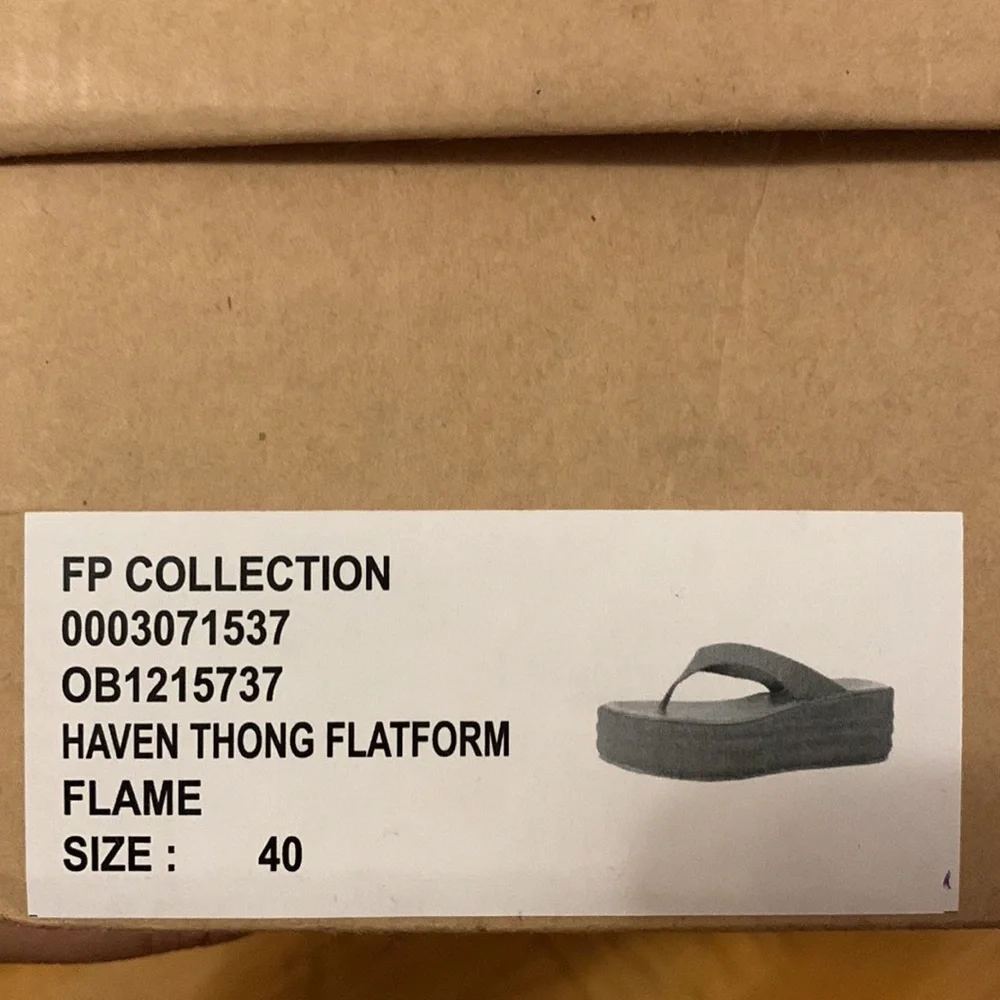 FP COLLECTION
0003071537
OB1215737
HAVEN THONG FLATFORM
FLAME
SIZE : 40